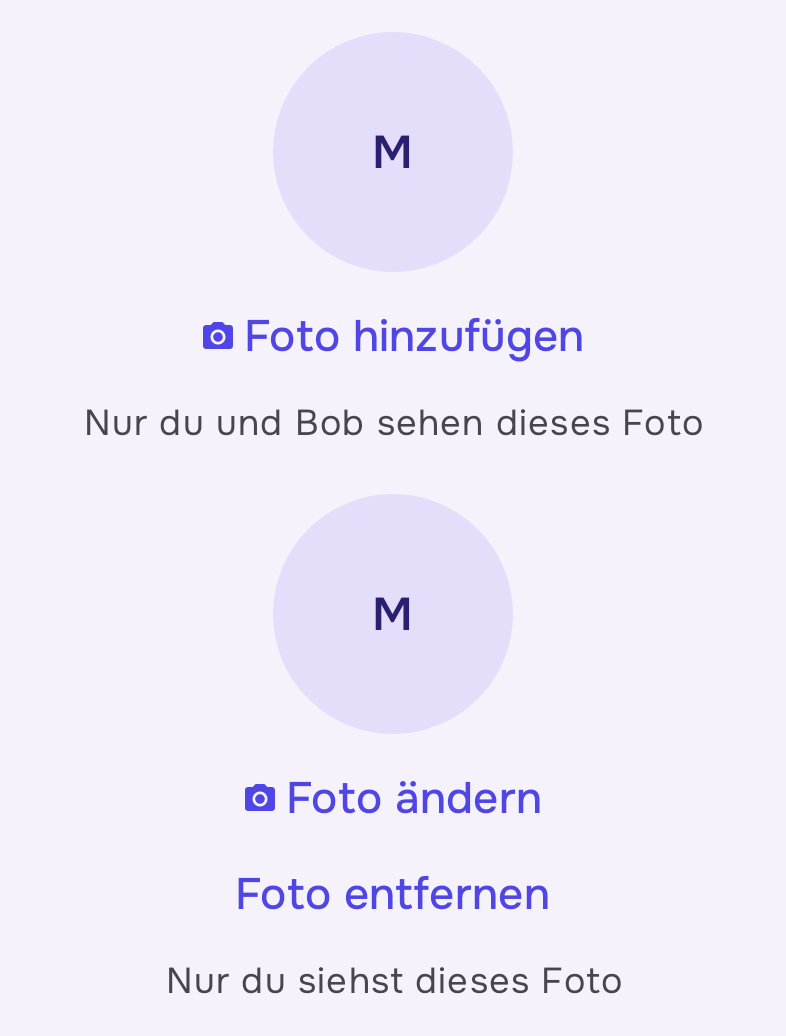 M
Foto hinzufügen
Nur du und Bob sehen dieses Foto
M
Foto ändern
Foto entfernen
Nur du siehst dieses Foto